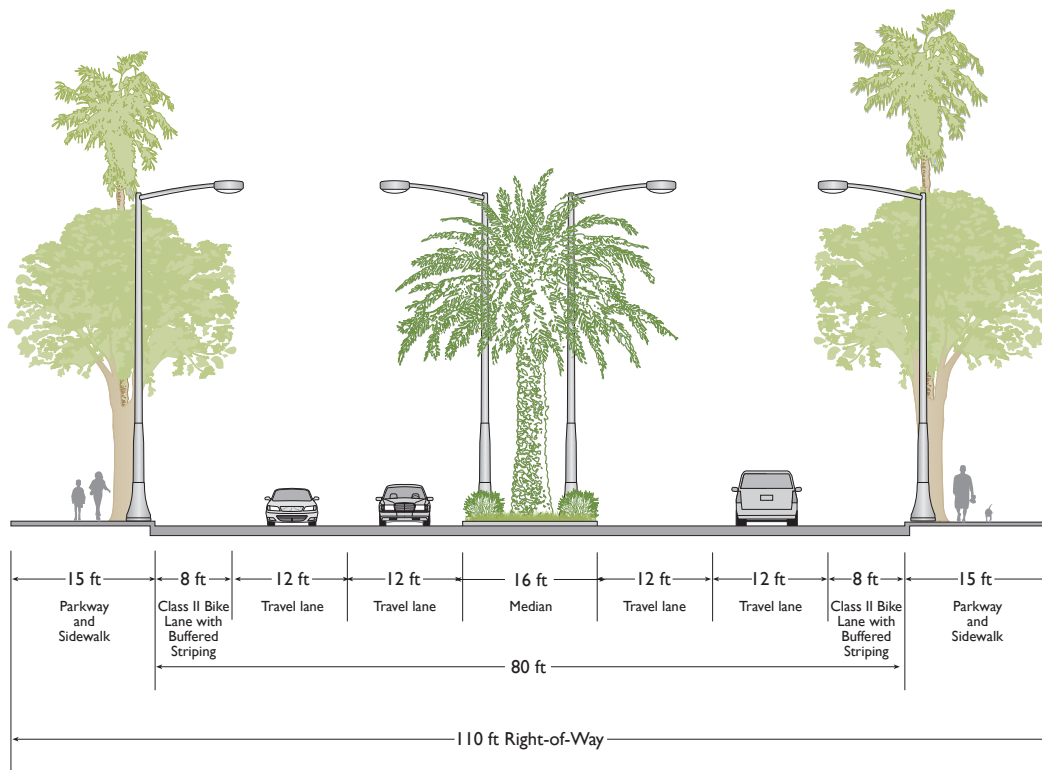 15 ft
8 ft
12 ft
12 ft
16 ft
12 ft
12 ft
8 ft
15 ft
Parkway
and
Sidewalk
Class II Bike
Lane with
Buffered
Striping
Travel lane
Travel lane
Median
Travel lane
Travel lane
Class II Bike
Lane with
Buffered
Striping
Parkway
and
Sidewalk
80 ft
110 ft Right-of-Way